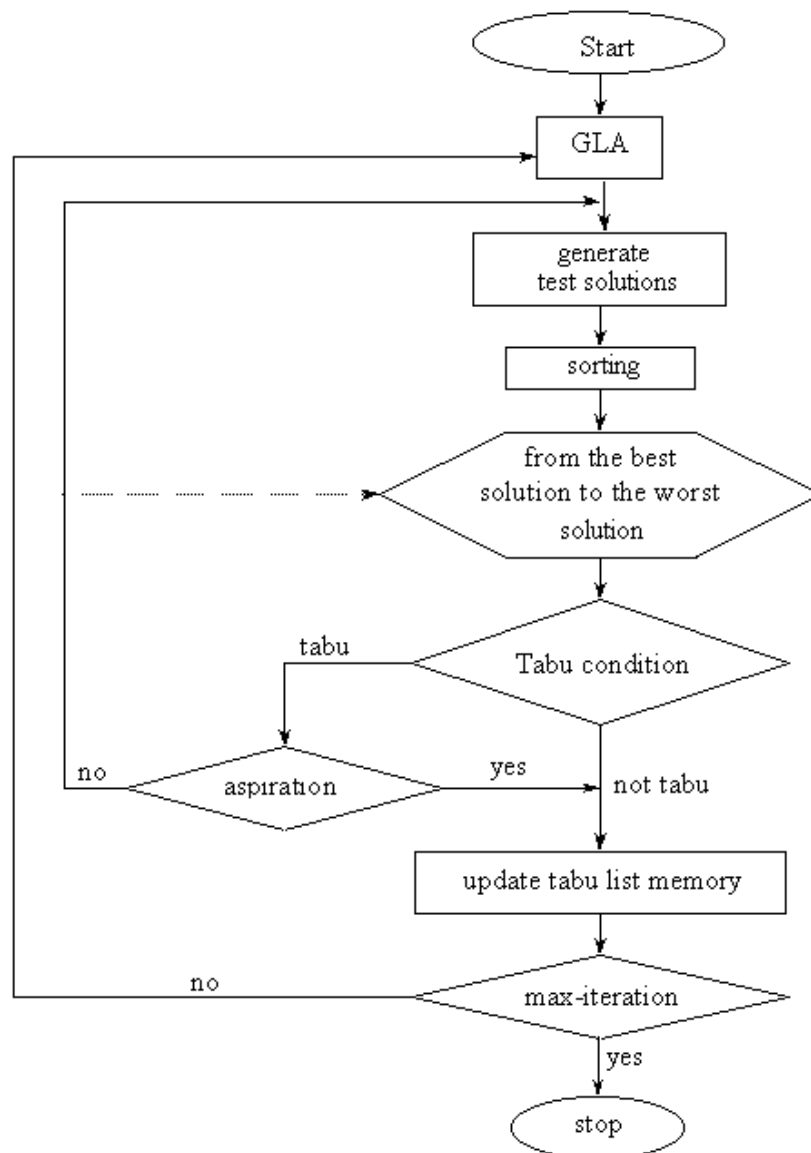 Start
GLA
generate
test solutions
sorting
from the best
solution to the worst
solution
tabu
Tabu condition
no
aspiration
yes
not tabu
update tabu list memory
no
max-iteration
yes
stop